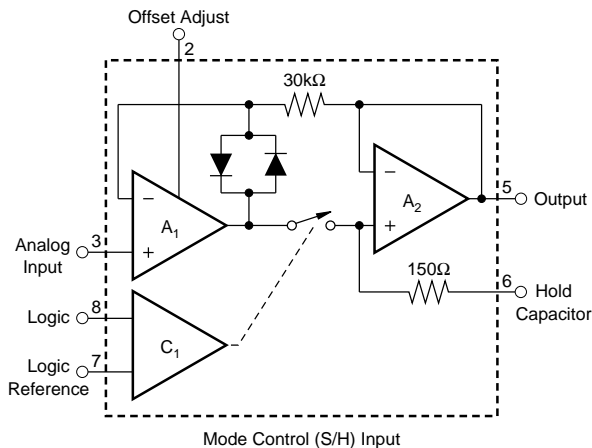 Offset Adjust
2
30kΩ
−
A1
+
−
A2
+
5
Output
3
Analog
Input
150Ω
6
Hold
Capacitor
8
Logic
C1
7
Logic
Reference
Mode Control (S/H) Input